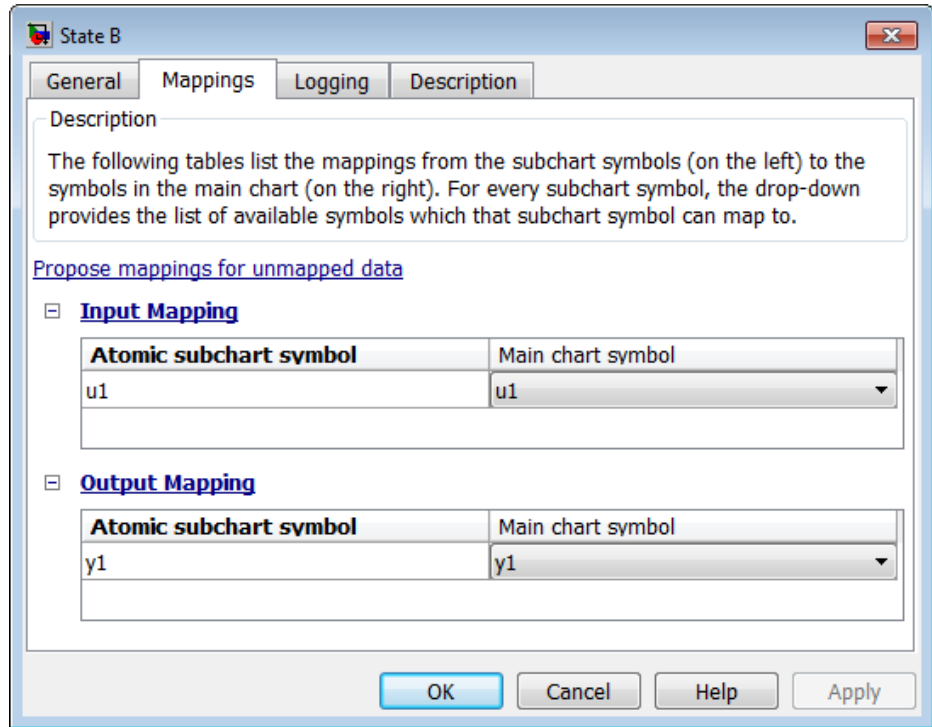 State B
General Mappings Logging Description
Description
The following tables list the mappings from the subchart symbols (on the left) to the
symbols in the main chart (on the right). For every subchart symbol, the drop-down
provides the list of available symbols which that subchart symbol can map to.
Propose mappings for unmapped data
Input Mapping
Atomic subchart symbol Main chart symbol
u1 u1
Output Mapping
Atomic subchart symbol Main chart symbol
y1 y1
OK Cancel Help Apply